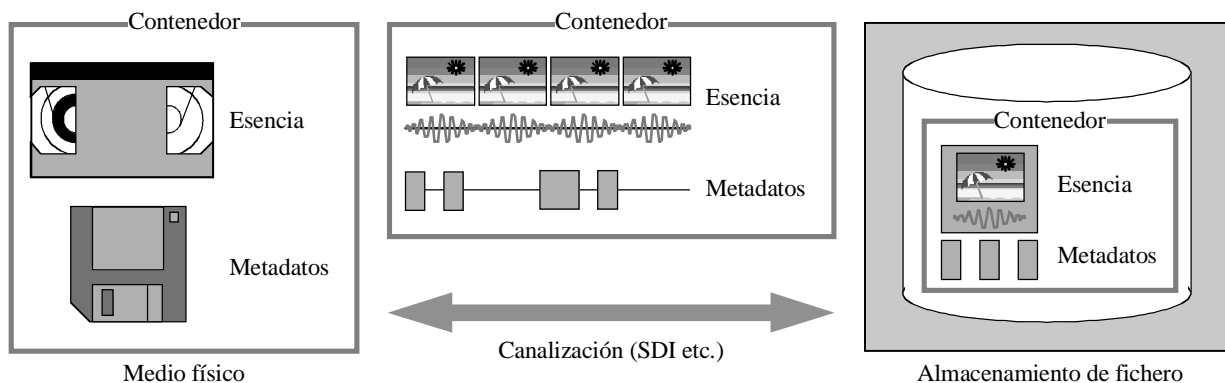 Contenedor
Esencia
Metadatos
Medio físico
Contenedor
Esencia
Metadatos
Canalización (SDI etc.)
Contenedor
Esencia
Metadatos
Almacenamiento de fichero